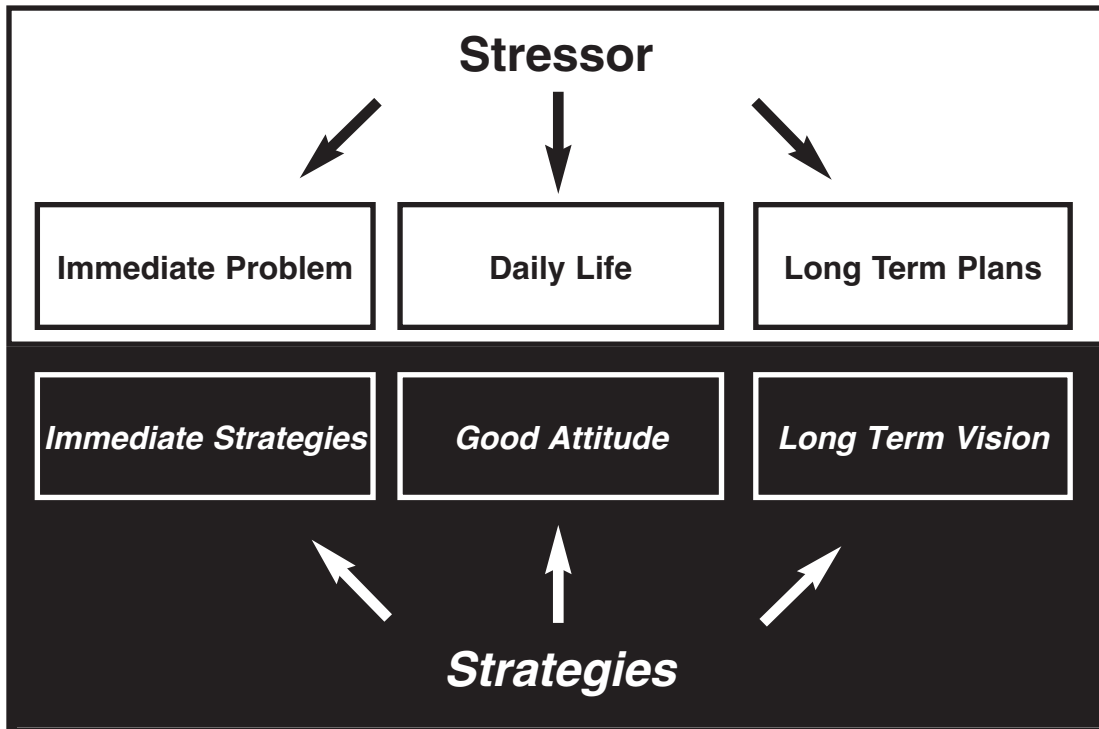 Stressor
Immediate Problem
Daily Life
Long Term Plans
Immediate Strategies
Good Attitude
Long Term Vision
Strategies